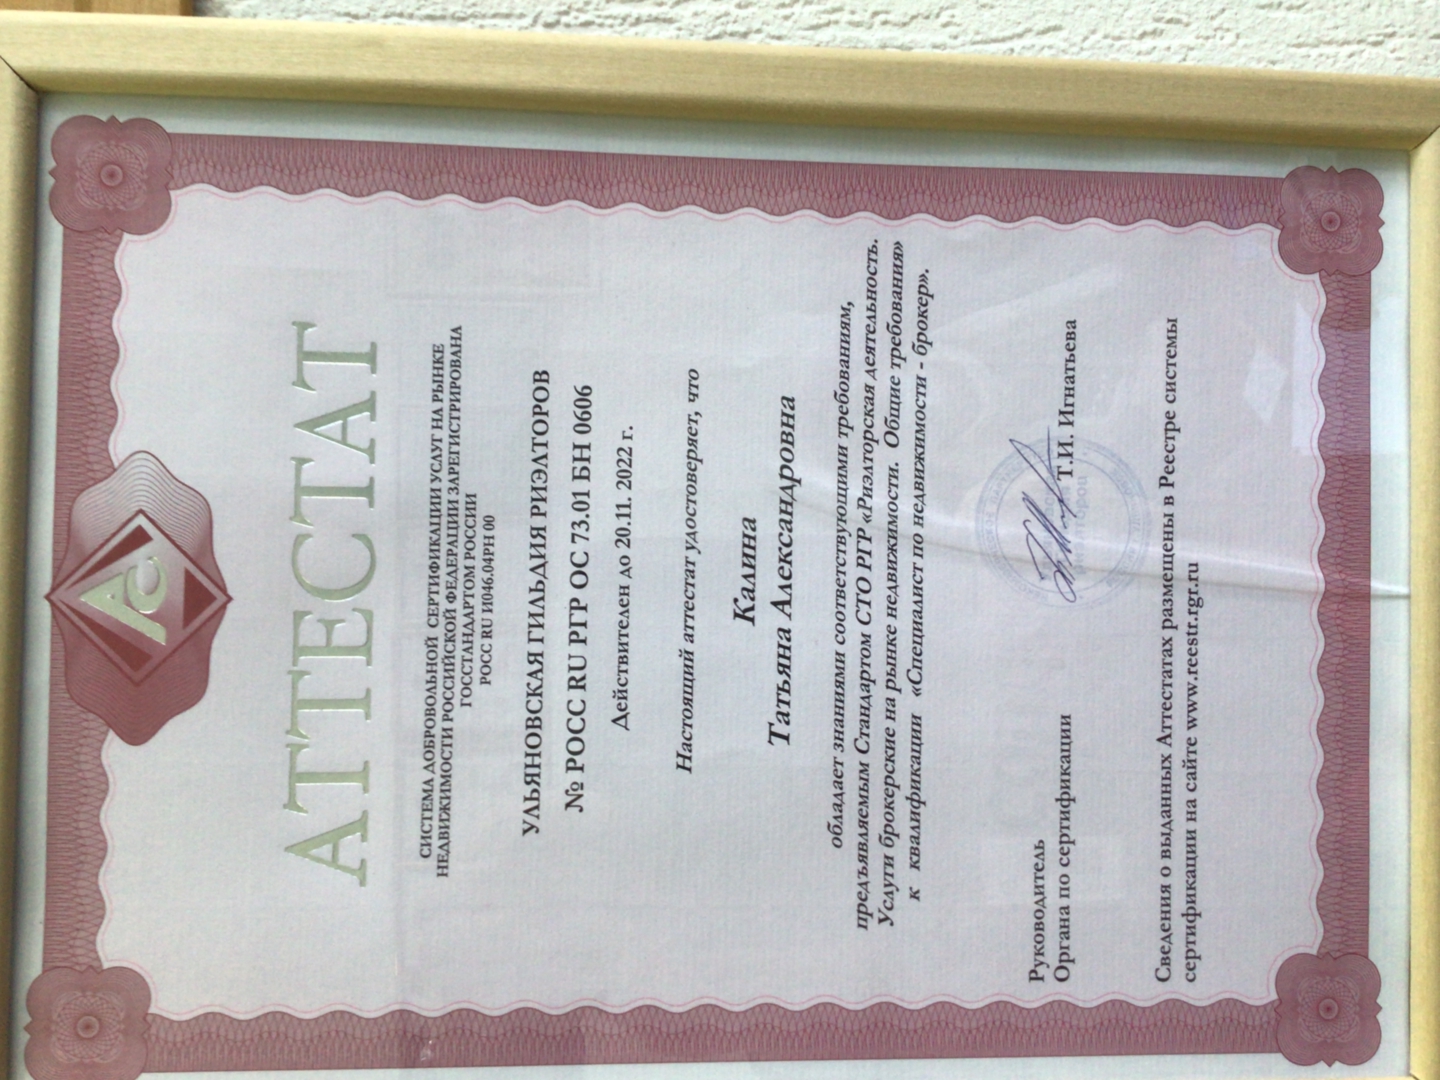 АС
АТТЕСТАТ
СИСТЕМА ДОБРОВОЛЬНОЙ СЕРТИФИКАЦИИ УСЛУГ НА РЫНКЕ
НЕДВИЖИМОСТИ РОССИЙСКОЙ ФЕДЕРАЦИИ ЗАРЕГИСТРИРОВАНА
ГОССТАНДАРТОМ РОССИИ
РОСС RU И046.04РН 00
УЛЬЯНОВСКАЯ ГИЛЬДИЯ РИЭЛТОРОВ
№ РОСС RU РГР ОС 73.01 БН 0606
Действителен до 20.11. 2022 г.
Настоящий аттестат удостоверяет, что
Калина
Татьяна Александровна
обладает знаниями соответствующими требованиям,
предъявляемым Стандартом СТО РГР «Риэлторская деятельность.
Услуги брокерские на рынке недвижимости. Общие требования»
к квалификации «Специалист по недвижимости - брокер».
Руководитель
Органа по сертификации Т.И. Игнатьева
Сведения о выданных Аттестатах размещены в Реестре системы
сертификации на сайте www.reestr.rgr.ru